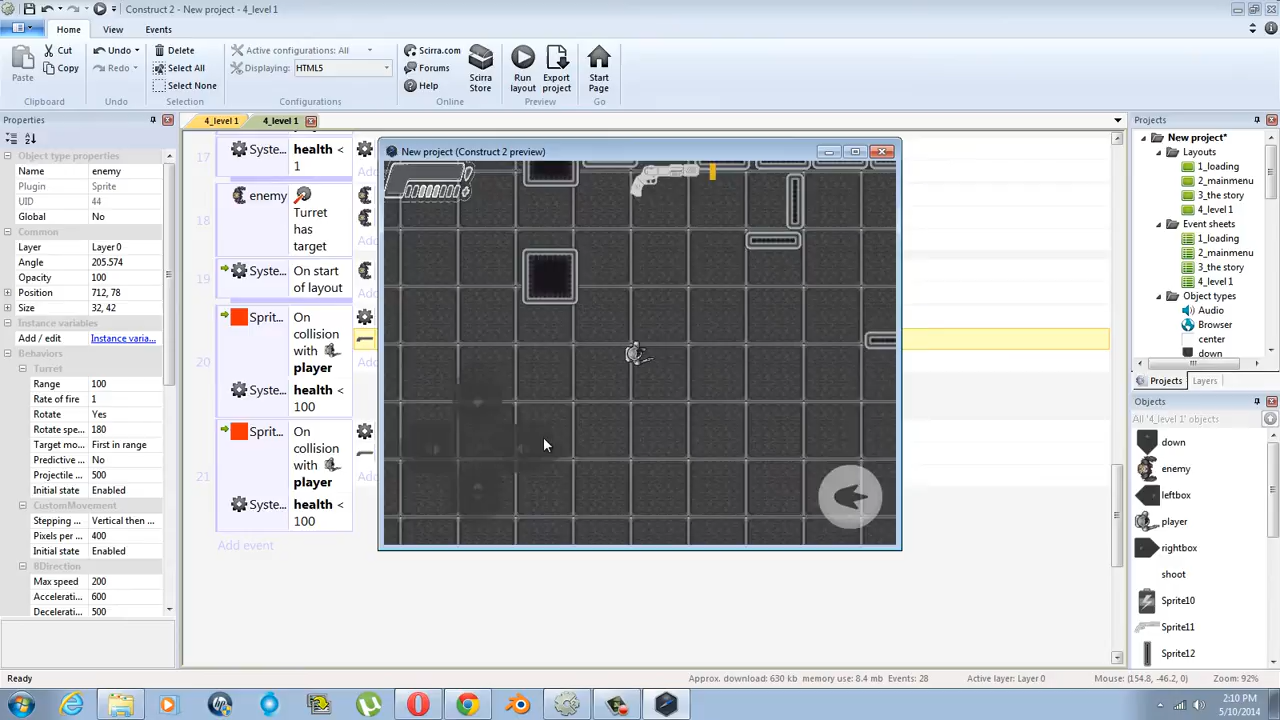 Construct 2 - New project - 4_level 1
Home View Events
Paste
Cut
Copy
Clipboard
Undo
Redo
Undo
Delete
Select All
Select None
Selection
Active configurations: All
Displaying: HTML5
Configurations
Scirra.com
Forums
Help
Online
Scirra Store
Run layout
Export project
Preview
Start Page
Go
Properties
Object type properties
Name enemy
Plugin Sprite
UID 44
Global No
Common
Layer Layer 0
Angle 205.574
Opacity 100
Position 712, 78
Size 32, 42
Instance variables
Add / edit Instance varia...
Behaviors
Turret
Range 100
Rate of fire 1
Rotate Yes
Rotate spe... 180
Target mo... First in range
Predictive ... No
Projectile ... 500
Initial state Enabled
CustomMovement
Stepping ... Vertical then ...
Pixels per ... 400
Initial state Enabled
8Direction
Max speed 200
Accelerati... 600
Deceleratio... 500
4_level 1 4_level 1
17 Syste... health < 1
18 enemy Turret has target
19 Syste... On start of layout
20 Sprit... On collision with player
Syste... health < 100
21 Sprit... On collision with player
Syste... health < 100
Add event
New project (Construct 2 preview)
Projects
New project*
Layouts
1_loading
2_mainmenu
3_the story
4_level 1
Event sheets
1_loading
2_mainmenu
3_the story
4_level 1
Object types
Audio
Browser
center
down
Projects Layers
Objects
All '4_level 1' objects
down
enemy
leftbox
player
rightbox
shoot
Sprite10
Sprite11
Sprite12
Ready
Approx. download: 630 kb memory use: 8.4 mb Events: 28 Active layer: Layer 0 Mouse: (154.8, -46.2, 0) Zoom: 92%
2:10 PM
5/10/2014